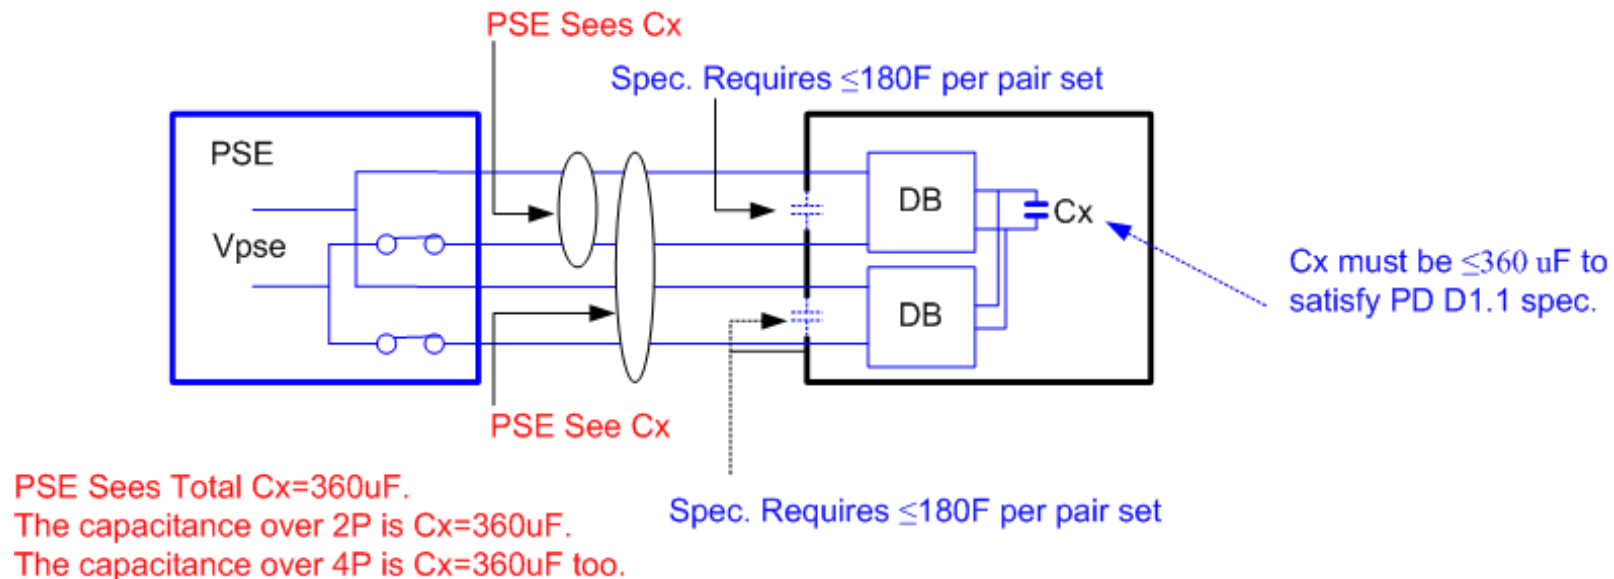 PSE Sees Cx
Spec. Requires ≤180F per pair set
PSE
DB
Cx
Vpse
Cx must be ≤360 uF to
satisfy PD D1.1 spec.
DB
PSE See Cx
PSE Sees Total Cx=360uF.
Spec. Requires ≤180F per pair set
The capacitance over 2P is Cx=360uF.
The capacitance over 4P is Cx=360uF too.